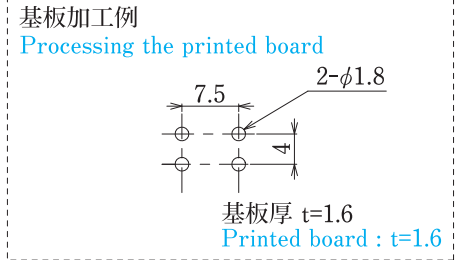 基板加工例
Processing the printed board
2-φ1.8
7.5
4
基板厚 t=1.6
Printed board : t=1.6